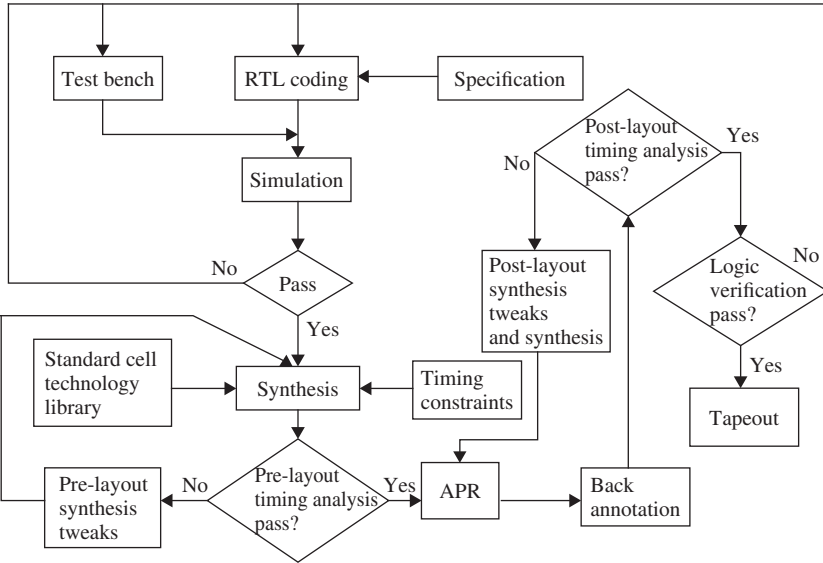 Test bench
RTL coding
Specification
Simulation
No
Pass
Yes
Standard cell
technology
library
Synthesis
Timing
constraints
Pre-layout
synthesis
tweaks
No
Pre-layout
timing analysis
pass?
Yes
APR
Back
annotation
Post-layout
synthesis
tweaks
and synthesis
No
Post-layout
timing analysis
pass?
Yes
No
Logic
verification
pass?
Yes
Tapeout